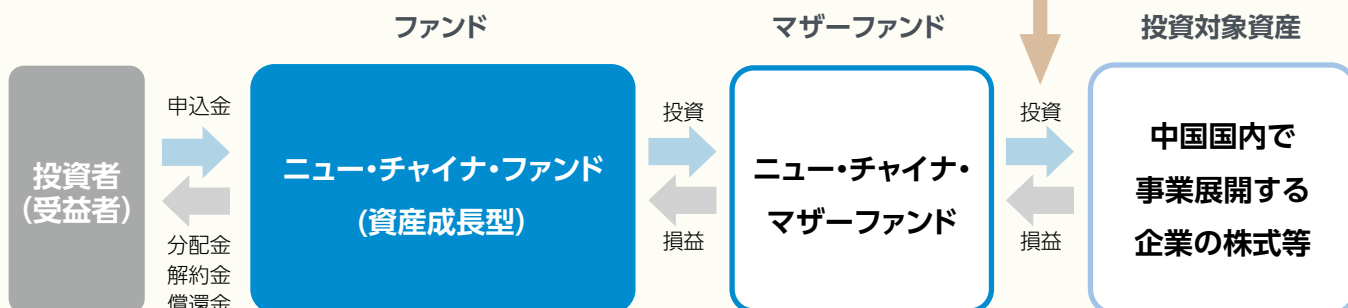 ファンド
マザーファンド
投資対象資産
投資者
(受益者)
申込金
分配金
解約金
償還金
ニュー・チャイナ・ファンド
(資産成長型)
投資
損益
ニュー・チャイナ・
マザーファンド
投資
損益
中国国内で
事業展開する
企業の株式等